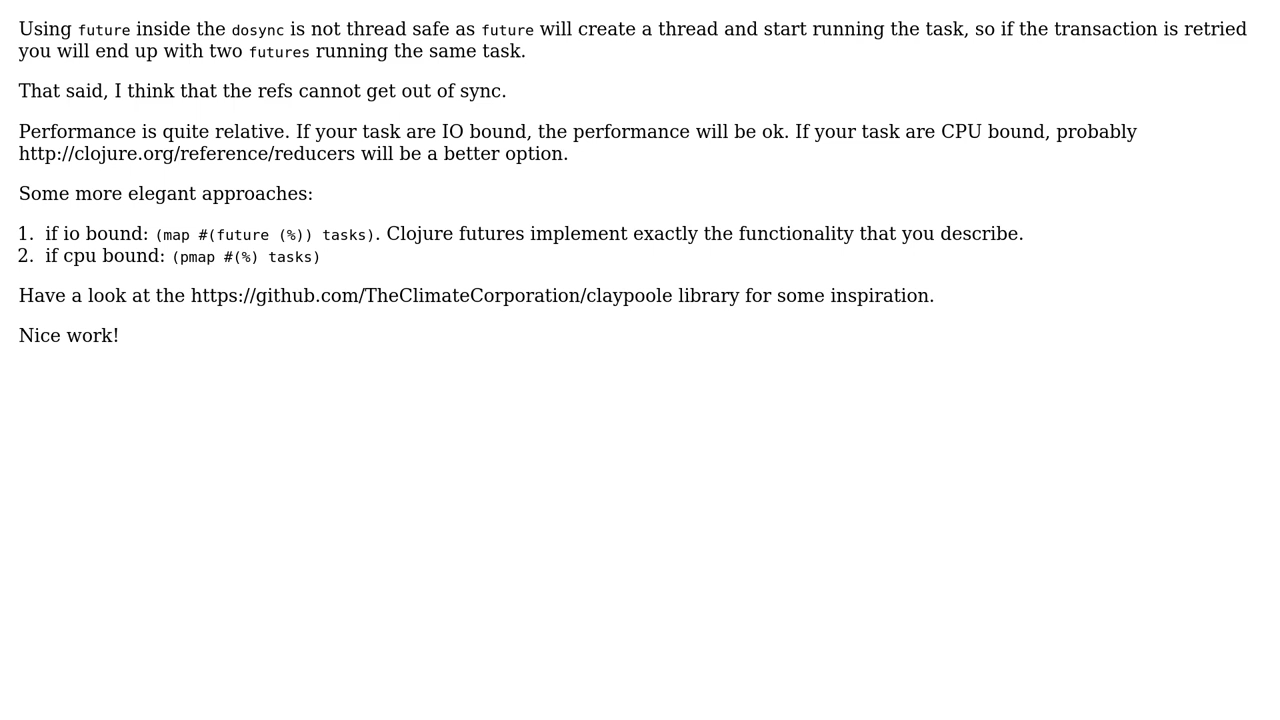 Using future inside the dosync is not thread safe as future will create a thread and start running the task, so if the transaction is retried
you will end up with two futures running the same task.
That said, I think that the refs cannot get out of sync.
Performance is quite relative. If your task are IO bound, the performance will be ok. If your task are CPU bound, probably
http://clojure.org/reference/reducers will be a better option.
Some more elegant approaches:
1. if io bound: (map #(future (%)) tasks). Clojure futures implement exactly the functionality that you describe.
2. if cpu bound: (pmap #(%) tasks)
Have a look at the https://github.com/TheClimateCorporation/claypoole library for some inspiration.
Nice work!